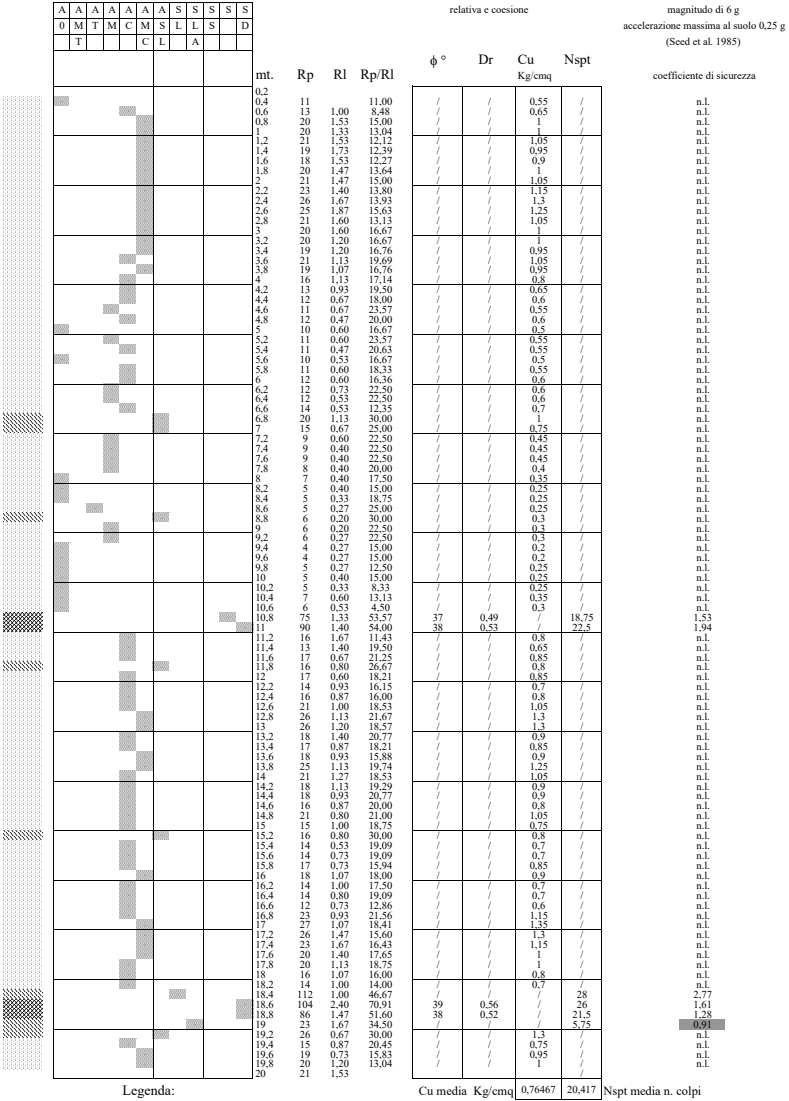 A A A A A A A S S S S S relativa e coesione magnitudo di 6 g
0 M T M C M S L L S D accelerazione massima al suolo 0,25 g
T C L A (Seed et al. 1985)
ϕ ° Dr Cu Nspt
mt. Rp Rl Rp/Rl Kg/cmq coefficiente di sicurezza
0,2
0,4 11 11,00 / / 0,55 / n.l.
0,6 13 1,00 8,48 / / 0,65 / n.l.
0,8 20 1,53 15,00 / / 1 / n.l.
1 20 1,33 13,04 / / 1 / n.l.
1,2 21 1,53 12,12 / / 1,05 / n.l.
1,4 19 1,73 12,39 / / 0,95 / n.l.
1,6 18 1,53 12,27 / / 0,9 / n.l.
1,8 20 1,47 13,64 / / 1 / n.l.
2 21 1,47 15,00 / / 1,05 / n.l.
2,2 23 1,40 13,80 / / 1,15 / n.l.
2,4 26 1,67 13,93 / / 1,3 / n.l.
2,6 25 1,87 15,63 / / 1,25 / n.l.
2,8 21 1,60 13,13 / / 1,05 / n.l.
3 20 1,60 16,67 / / 1 / n.l.
3,2 20 1,20 16,67 / / 1 / n.l.
3,4 19 1,20 16,76 / / 0,95 / n.l.
3,6 21 1,13 19,69 / / 1,05 / n.l.
3,8 19 1,07 16,76 / / 0,95 / n.l.
4 16 1,13 17,14 / / 0,8 / n.l.
4,2 13 0,93 19,50 / / 0,65 / n.l.
4,4 12 0,67 18,00 / / 0,6 / n.l.
4,6 11 0,67 23,57 / / 0,55 / n.l.
4,8 12 0,47 20,00 / / 0,6 / n.l.
5 10 0,60 16,67 / / 0,5 / n.l.
5,2 11 0,60 23,57 / / 0,55 / n.l.
5,4 11 0,47 20,63 / / 0,55 / n.l.
5,6 10 0,53 16,67 / / 0,5 / n.l.
5,8 11 0,60 18,33 / / 0,55 / n.l.
6 12 0,60 16,36 / / 0,6 / n.l.
6,2 12 0,73 22,50 / / 0,6 / n.l.
6,4 12 0,53 22,50 / / 0,6 / n.l.
6,6 14 0,53 12,35 / / 0,7 / n.l.
6,8 20 1,13 30,00 / / 1 / n.l.
7 15 0,67 25,00 / / 0,75 / n.l.
7,2 9 0,60 22,50 / / 0,45 / n.l.
7,4 9 0,40 22,50 / / 0,45 / n.l.
7,6 9 0,40 22,50 / / 0,45 / n.l.
7,8 8 0,40 20,00 / / 0,4 / n.l.
8 7 0,40 17,50 / / 0,35 / n.l.
8,2 5 0,40 15,00 / / 0,25 / n.l.
8,4 5 0,33 18,75 / / 0,25 / n.l.
8,6 5 0,27 25,00 / / 0,25 / n.l.
8,8 6 0,20 30,00 / / 0,3 / n.l.
9 6 0,20 22,50 / / 0,3 / n.l.
9,2 6 0,27 22,50 / / 0,3 / n.l.
9,4 4 0,27 15,00 / / 0,2 / n.l.
9,6 4 0,27 15,00 / / 0,2 / n.l.
9,8 5 0,27 12,50 / / 0,25 / n.l.
10 5 0,40 15,00 / / 0,25 / n.l.
10,2 5 0,33 8,33 / / 0,25 / n.l.
10,4 7 0,60 13,13 / / 0,35 / n.l.
10,6 6 0,53 4,50 / / 0,3 / n.l.
10,8 75 1,33 53,57 37 0,49 / 18,75 1,53
11 90 1,40 54,00 38 0,53 / 22,5 1,94
11,2 16 1,67 11,43 / / 0,8 / n.l.
11,4 13 1,40 19,50 / / 0,65 / n.l.
11,6 17 0,67 21,25 / / 0,85 / n.l.
11,8 16 0,80 26,67 / / 0,8 / n.l.
12 17 0,60 18,21 / / 0,85 / n.l.
12,2 14 0,93 16,15 / / 0,7 / n.l.
12,4 16 0,87 16,00 / / 0,8 / n.l.
12,6 21 1,00 18,53 / / 1,05 / n.l.
12,8 26 1,13 21,67 / / 1,3 / n.l.
13 26 1,20 18,57 / / 1,3 / n.l.
13,2 18 1,40 20,77 / / 0,9 / n.l.
13,4 17 0,87 18,21 / / 0,85 / n.l.
13,6 18 0,93 15,88 / / 0,9 / n.l.
13,8 25 1,13 19,74 / / 1,25 / n.l.
14 21 1,27 18,53 / / 1,05 / n.l.
14,2 18 1,13 19,29 / / 0,9 / n.l.
14,4 18 0,93 20,77 / / 0,9 / n.l.
14,6 16 0,87 20,00 / / 0,8 / n.l.
14,8 21 0,80 21,00 / / 1,05 / n.l.
15 15 1,00 18,75 / / 0,75 / n.l.
15,2 16 0,80 30,00 / / 0,8 / n.l.
15,4 14 0,53 19,09 / / 0,7 / n.l.
15,6 14 0,73 19,09 / / 0,7 / n.l.
15,8 17 0,73 15,94 / / 0,85 / n.l.
16 18 1,07 18,00 / / 0,9 / n.l.
16,2 14 1,00 17,50 / / 0,7 / n.l.
16,4 14 0,80 19,09 / / 0,7 / n.l.
16,6 12 0,73 12,86 / / 0,6 / n.l.
16,8 23 0,93 21,56 / / 1,15 / n.l.
17 27 1,07 18,41 / / 1,35 / n.l.
17,2 26 1,47 15,60 / / 1,3 / n.l.
17,4 23 1,67 16,43 / / 1,15 / n.l.
17,6 20 1,40 17,65 / / 1 / n.l.
17,8 20 1,13 18,75 / / 1 / n.l.
18 16 1,07 16,00 / / 0,8 / n.l.
18,2 14 1,00 14,00 / / 0,7 / n.l.
18,4 112 1,00 46,67 / / / 28 2,77
18,6 104 2,40 70,91 39 0,56 / 26 1,61
18,8 86 1,47 51,60 38 0,52 / 21,5 1,28
19 23 1,67 34,50 / / / 5,75 0,91
19,2 26 0,67 30,00 / / 1,3 / n.l.
19,4 15 0,87 20,45 / / 0,75 / n.l.
19,6 19 0,73 15,83 / / 0,95 / n.l.
19,8 20 1,20 13,04 / / 1 / n.l.
20 21 1,53 /
Legenda: Cu media Kg/cmq 0,76467 20,417 Nspt media n. colpi